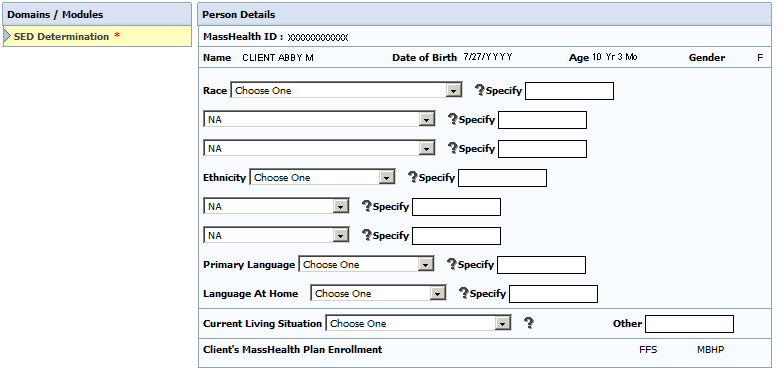 Domains / Modules
SED Determination *
Person Details
MassHealth ID : XXXXXXXXXXXXX
Name CLIENT ABBY M Date of Birth 7/27/YYYY Age 10 Yr 3 Mo Gender F
Race Choose One ?Specify
NA ?Specify
NA ?Specify
Ethnicity Choose One ?Specify
NA ?Specify
NA ?Specify
Primary Language Choose One ?Specify
Language At Home Choose One ?Specify
Current Living Situation Choose One ? Other
Client's MassHealth Plan Enrollment FFS MBHP